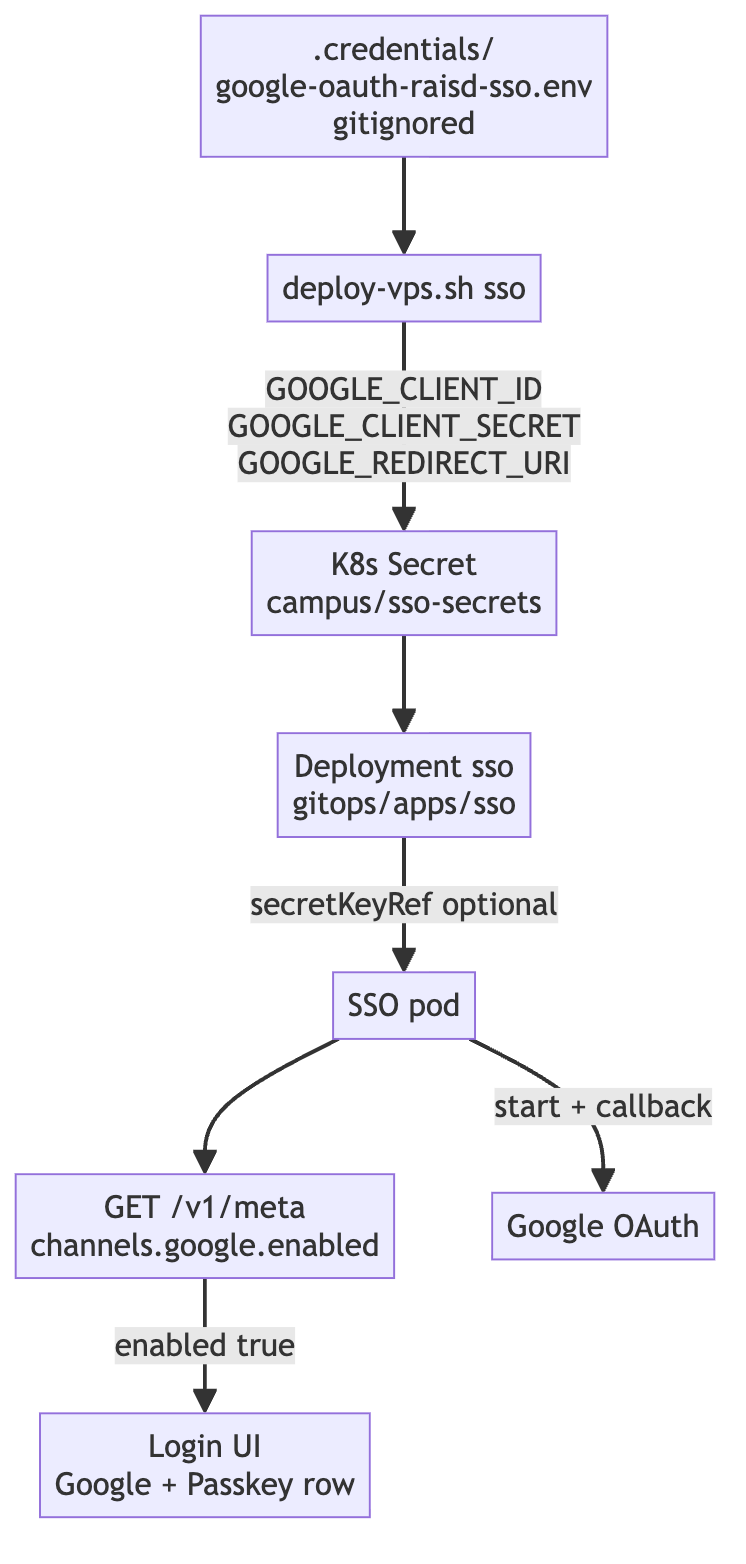 .credentials/
google-oauth-raisd-sso.env
gitignored
deploy-vps.sh sso
GOOGLE_CLIENT_ID
GOOGLE_CLIENT_SECRET
GOOGLE_REDIRECT_URI
K8s Secret
campus/sso-secrets
Deployment sso
gitops/apps/sso
secretKeyRef optional
SSO pod
start + callback
GET /v1/meta
channels.google.enabled
Google OAuth
enabled true
Login UI
Google + Passkey row